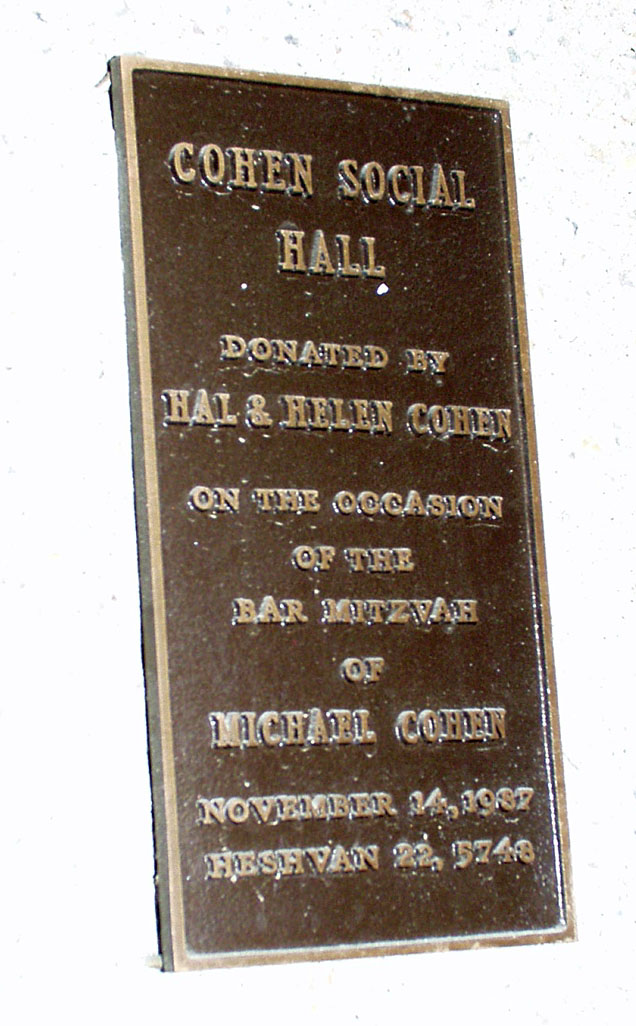 COHEN SOCIAL
HALL
DONATED BY
HAL & HELEN COHEN
ON THE OCCASION
OF THE
BAR MITZVAH
OF
MICHAEL COHEN
NOVEMBER 14, 1987
HESHVAN 22, 5748